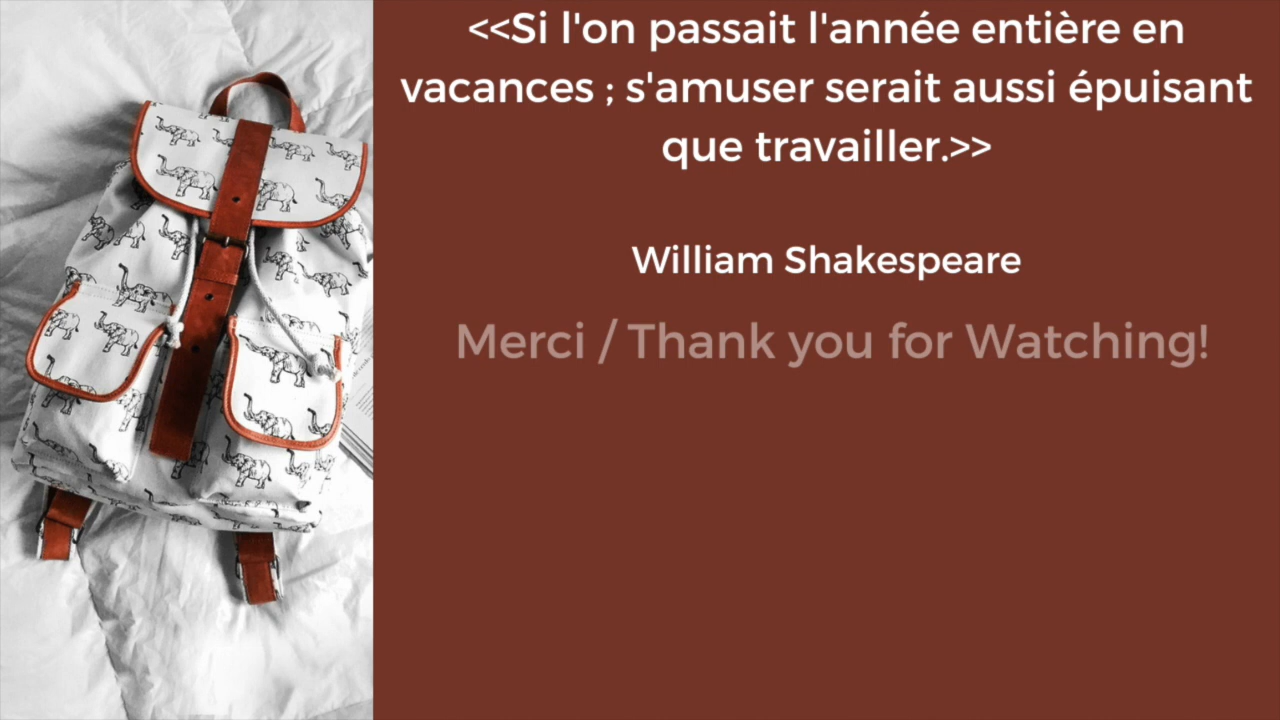 <<Si l'on passait l'année entière en
vacances ; s'amuser serait aussi épuisant
que travailler.>>
William Shakespeare
Merci / Thank you for Watching!